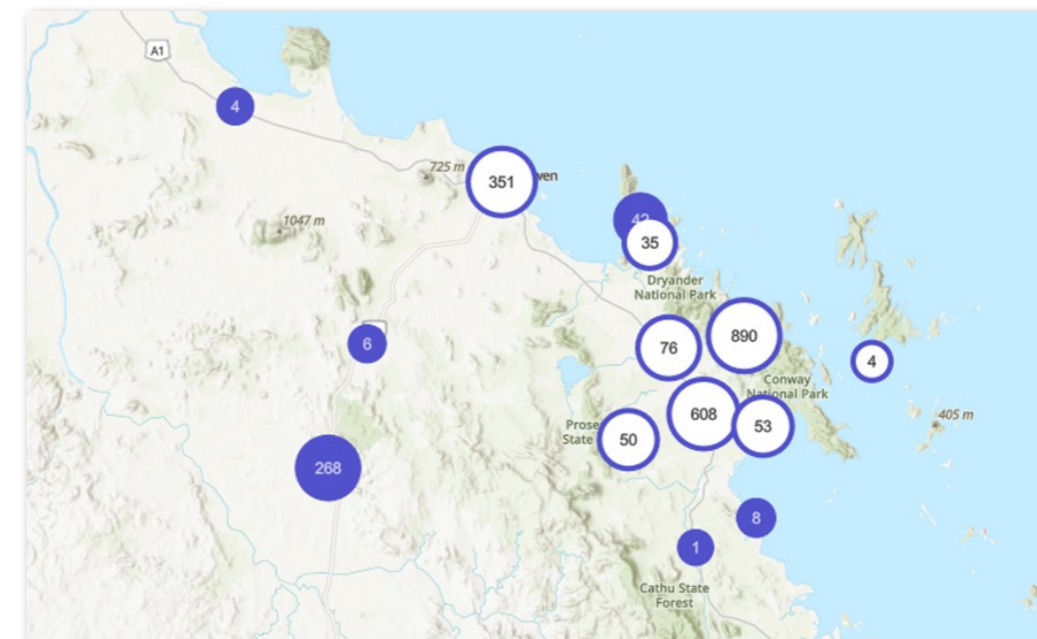 A1
4
725 m
351
wen
1047 m
42
35
Dryander
National Park
890
76
6
4
Conway
National Park
608
405 m
53
Prose
State
50
268
8
1
Cathu State
Forest